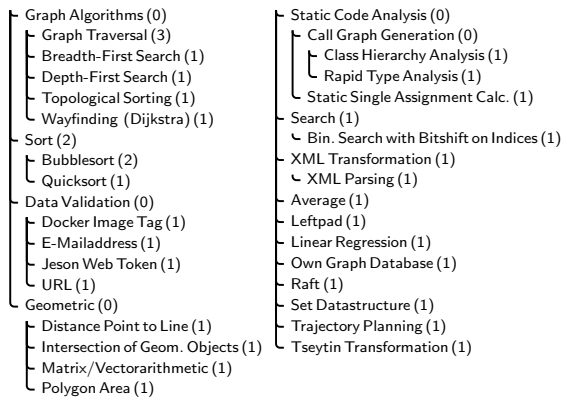 Graph Algorithms (0)
Graph Traversal (3)
Breadth-First Search (1)
Depth-First Search (1)
Topological Sorting (1)
Wayfinding (Dijkstra) (1)
Sort (2)
Bubblesort (2)
Quicksort (1)
Data Validation (0)
Docker Image Tag (1)
E-Mailaddress (1)
Jeson Web Token (1)
URL (1)
Geometric (0)
Distance Point to Line (1)
Intersection of Geom. Objects (1)
Matrix/Vectorarithmetic (1)
Polygon Area (1)
Static Code Analysis (0)
Call Graph Generation (0)
Class Hierarchy Analysis (1)
Rapid Type Analysis (1)
Static Single Assignment Calc. (1)
Search (1)
Bin. Search with Bitshift on Indices (1)
XML Transformation (1)
XML Parsing (1)
Average (1)
Leftpad (1)
Linear Regression (1)
Own Graph Database (1)
Raft (1)
Set Datastructure (1)
Trajectory Planning (1)
Tseytin Transformation (1)